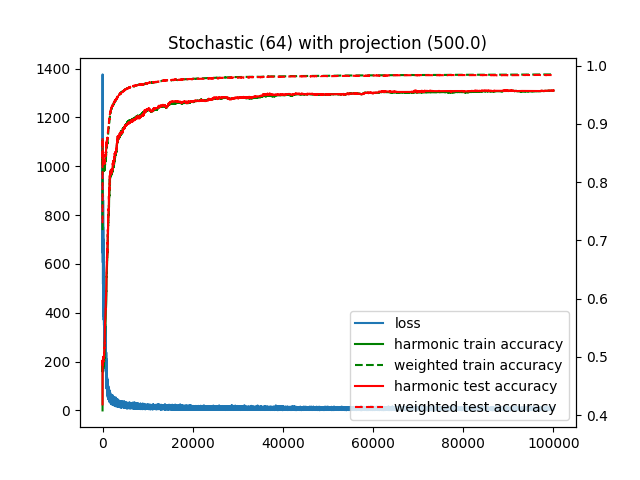 Stochastic (64) with projection (500.0)
1400
1200
1000
800
600
400
200
0
1.0
0.9
0.8
0.7
0.6
0.5
0.4
loss
harmonic train accuracy
weighted train accuracy
harmonic test accuracy
weighted test accuracy
0 20000 40000 60000 80000 100000